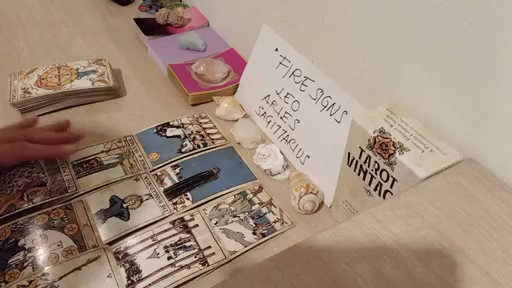 FIRE SIGNS
LEO
ARIES
SAGITTARIUS
TAROT
VINTAG